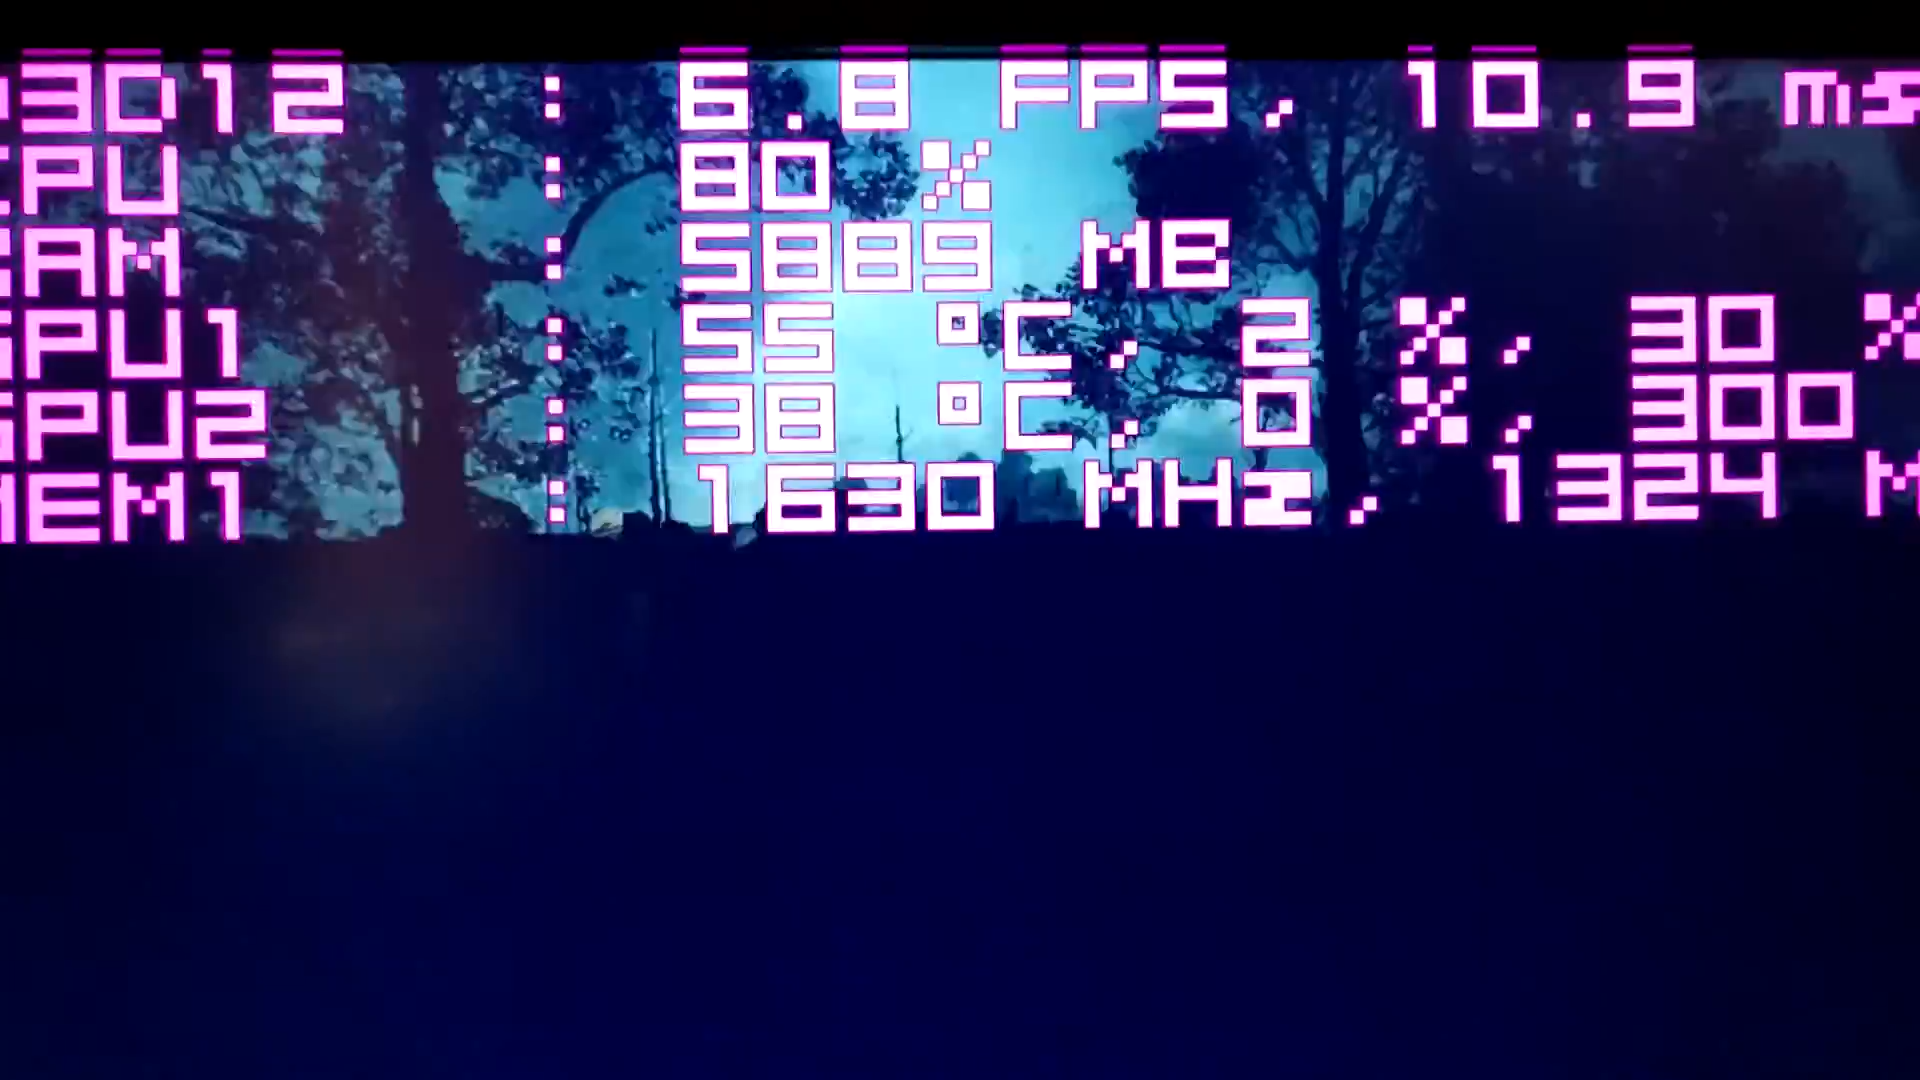 D3D12 : 6.8 FPS, 10.9 ms
CPU : 80 %
RAM : 5889 MB
GPU1 : 55 °C, 2 %, 30 %
GPU2 : 38 °C, 0 %, 300
MEM1 : 1630 MHz, 1324 M